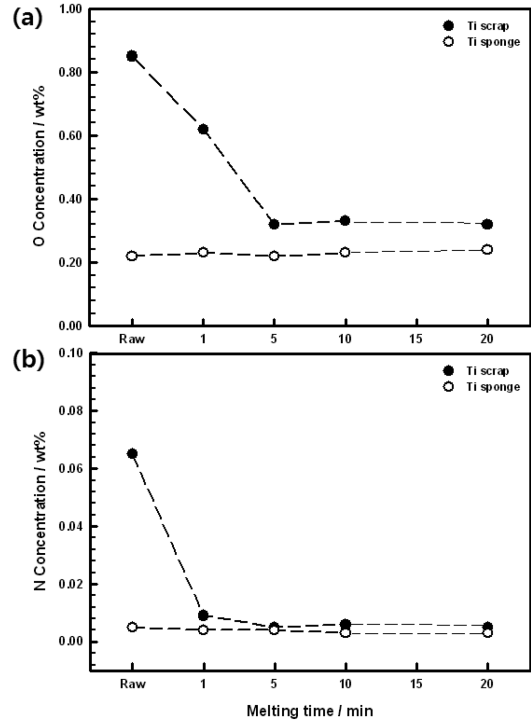 (a)
1.00
0.80
0.60
0.40
0.20
0.00
O Concentration / wt%
Ti scrap
Ti sponge
Raw 1 5 10 15 20
(b)
0.10
0.08
0.06
0.04
0.02
0.00
N Concentration / wt%
Ti scrap
Ti sponge
Raw 1 5 10 15 20
Melting time / min